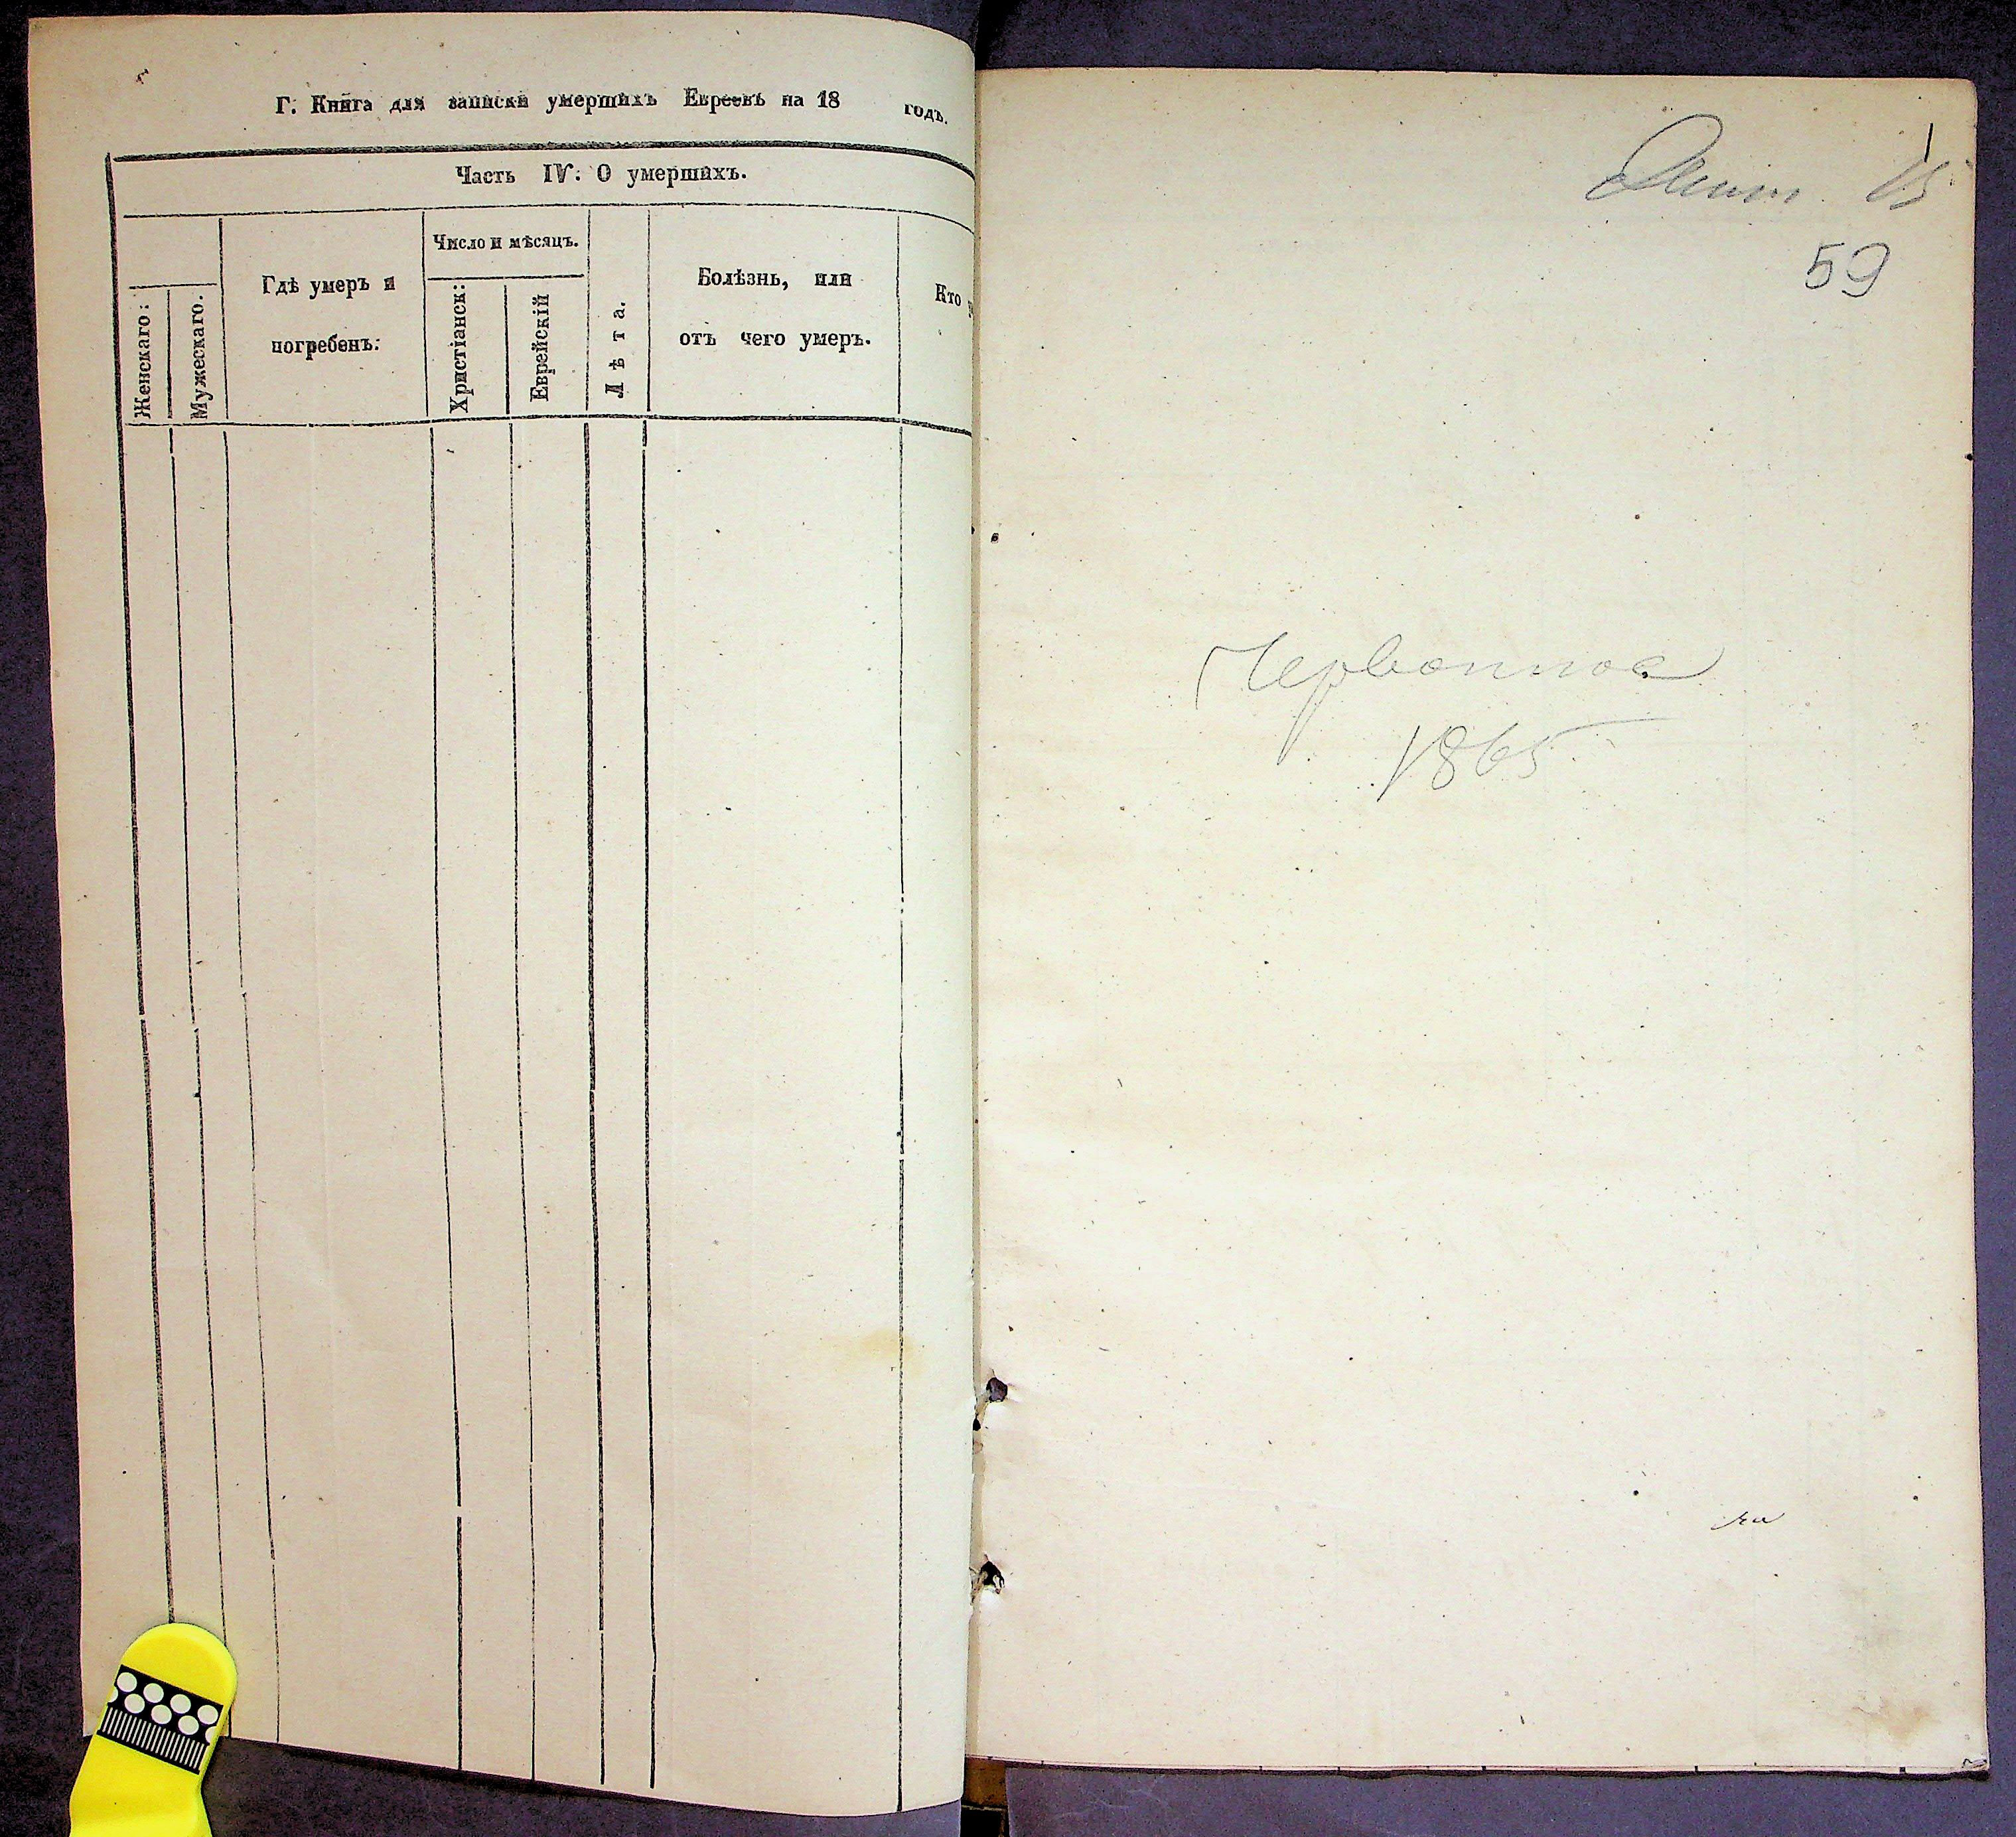 Г. Книга для записки умершихъ Евреевъ на 18 годъ.
Часть IV. О умершихъ.
Женскаго:
Мужескаго.
Гдѣ умеръ и
погребенъ:
Число и мѣсяцъ.
Христіанск:
Еврейскій
Лѣта.
Болѣзнь, или
отъ чего умеръ.
Кто
59
Червонное
1865